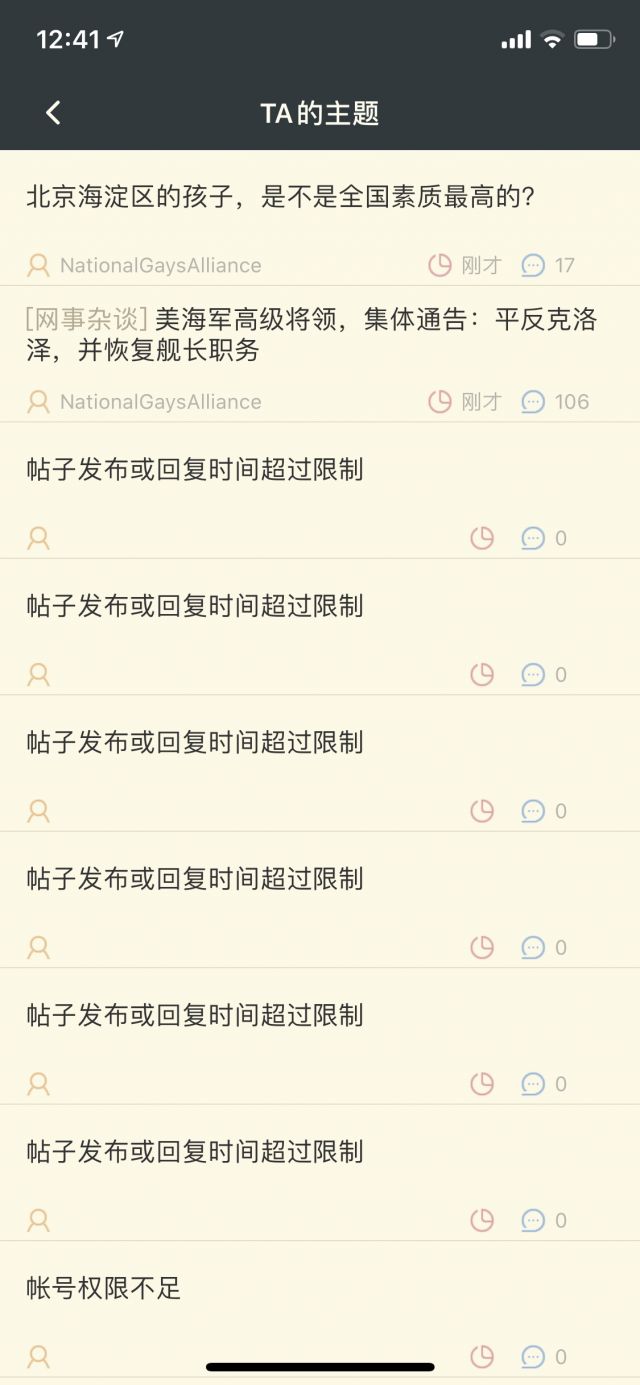 12:41
TA的主题
北京海淀区的孩子，是不是全国素质最高的？
NationalGaysAlliance 刚才 17
[网事杂谈] 美海军高级将领，集体通告：平反克洛
泽，并恢复舰长职务
NationalGaysAlliance 刚才 106
帖子发布或回复时间超过限制
0
帖子发布或回复时间超过限制
0
帖子发布或回复时间超过限制
0
帖子发布或回复时间超过限制
0
帖子发布或回复时间超过限制
0
帖子发布或回复时间超过限制
0
帐号权限不足
0